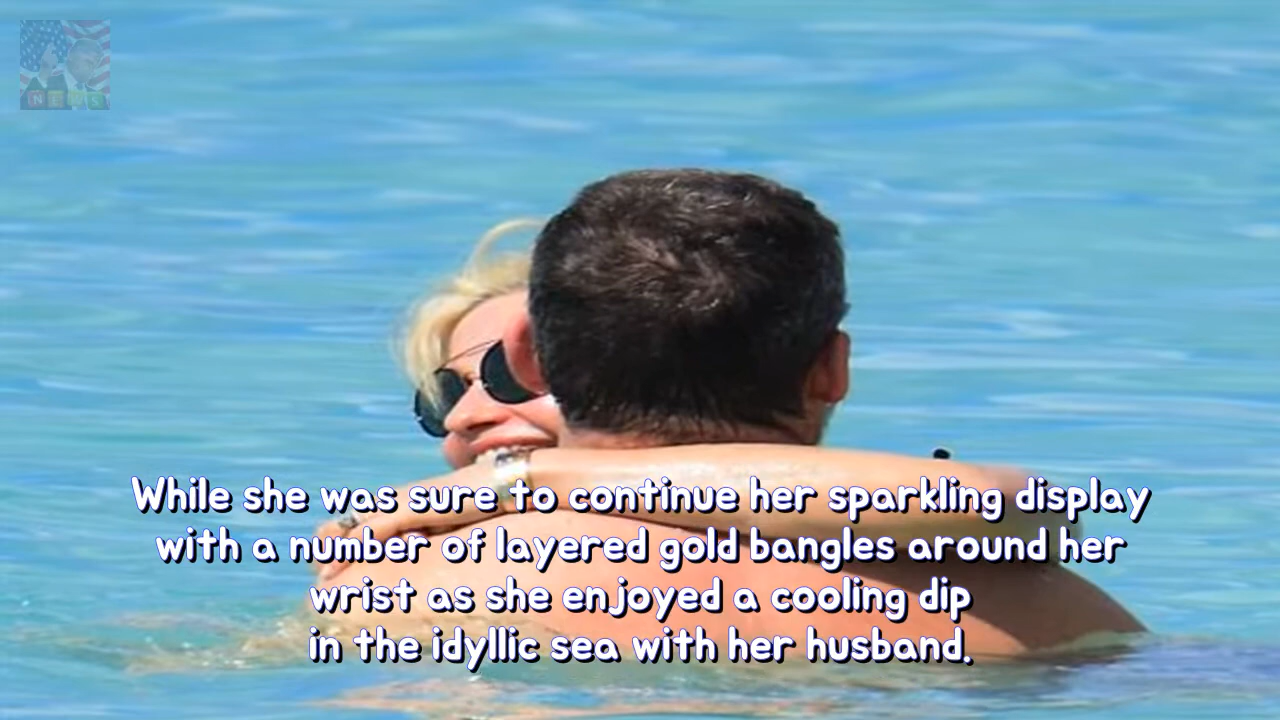 NEWS
While she was sure to continue her sparkling display
with a number of layered gold bangles around her
wrist as she enjoyed a cooling dip
in the idyllic sea with her husband.